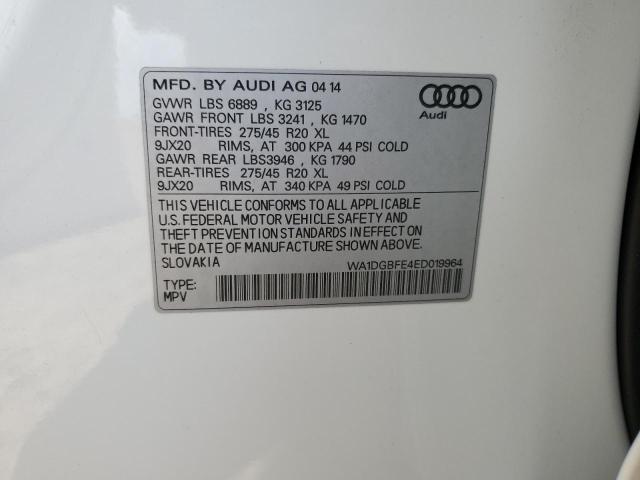 MFD. BY AUDI AG 04 14
GVWR LBS 6889 , KG 3125
GAWR FRONT LBS 3241 , KG 1470
FRONT-TIRES 275/45 R20 XL
9JX20 RIMS, AT 300 KPA 44 PSI COLD
GAWR REAR LBS3946 , KG 1790
REAR-TIRES 275/45 R20 XL
9JX20 RIMS, AT 340 KPA 49 PSI COLD
Audi
THIS VEHICLE CONFORMS TO ALL APPLICABLE
U.S. FEDERAL MOTOR VEHICLE SAFETY AND
THEFT PREVENTION STANDARDS IN EFFECT ON
THE DATE OF MANUFACTURE SHOWN ABOVE.
SLOVAKIA WA1DGBFE4ED019964
TYPE:
MPV